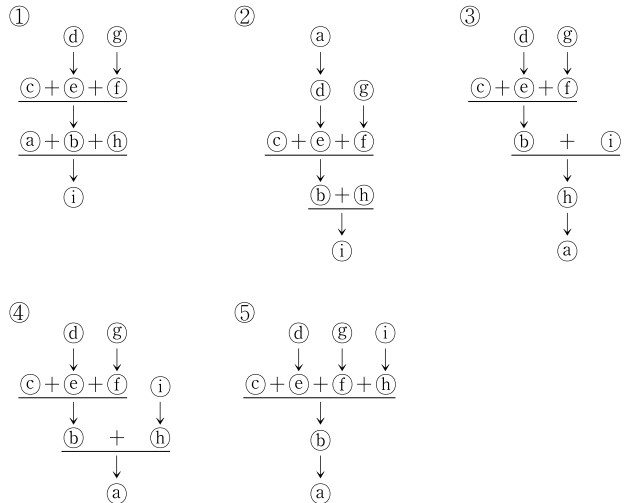 ① ② ③
ⓓ ⓖ ⓐ ⓓ ⓖ
ⓒ + ⓔ + ⓕ ⓓ ⓖ ⓒ + ⓔ + ⓕ
ⓐ + ⓑ + ⓗ ⓒ + ⓔ + ⓕ ⓑ + ⓘ
ⓘ ⓑ + ⓗ ⓗ
ⓘ ⓐ
④ ⑤
ⓓ ⓖ ⓓ ⓖ ⓘ
ⓒ + ⓔ + ⓕ ⓘ ⓒ + ⓔ + ⓕ + ⓗ
ⓑ + ⓗ ⓑ
ⓐ ⓐ